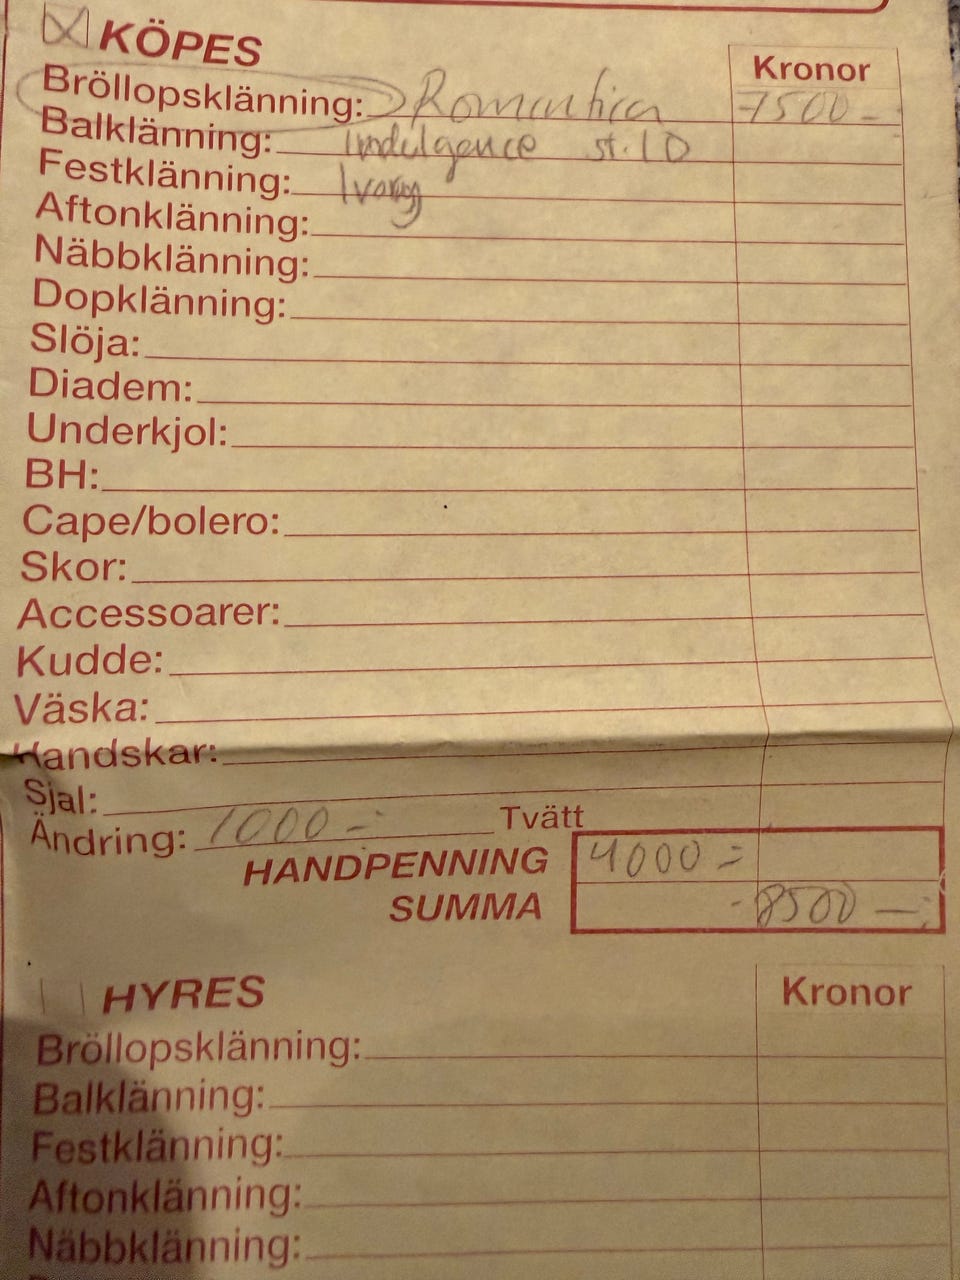 KÖPES
Kronor
Bröllopsklänning: Romantica 7500-
Balklänning: Indulgence st. 10
Festklänning: Ivory
Aftonklänning:
Näbbklänning:
Dopklänning:
Slöja:
Diadem:
Underkjol:
BH:
Cape/bolero:
Skor:
Accessoarer:
Kudde:
Väska:
Handskar:
Sjal:
Ändring: 1000-: Tvätt
HANDPENNING 4000=
SUMMA 8500-:
HYRES Kronor
Bröllopsklänning:
Balklänning:
Festklänning:
Aftonklänning:
Näbbklänning: